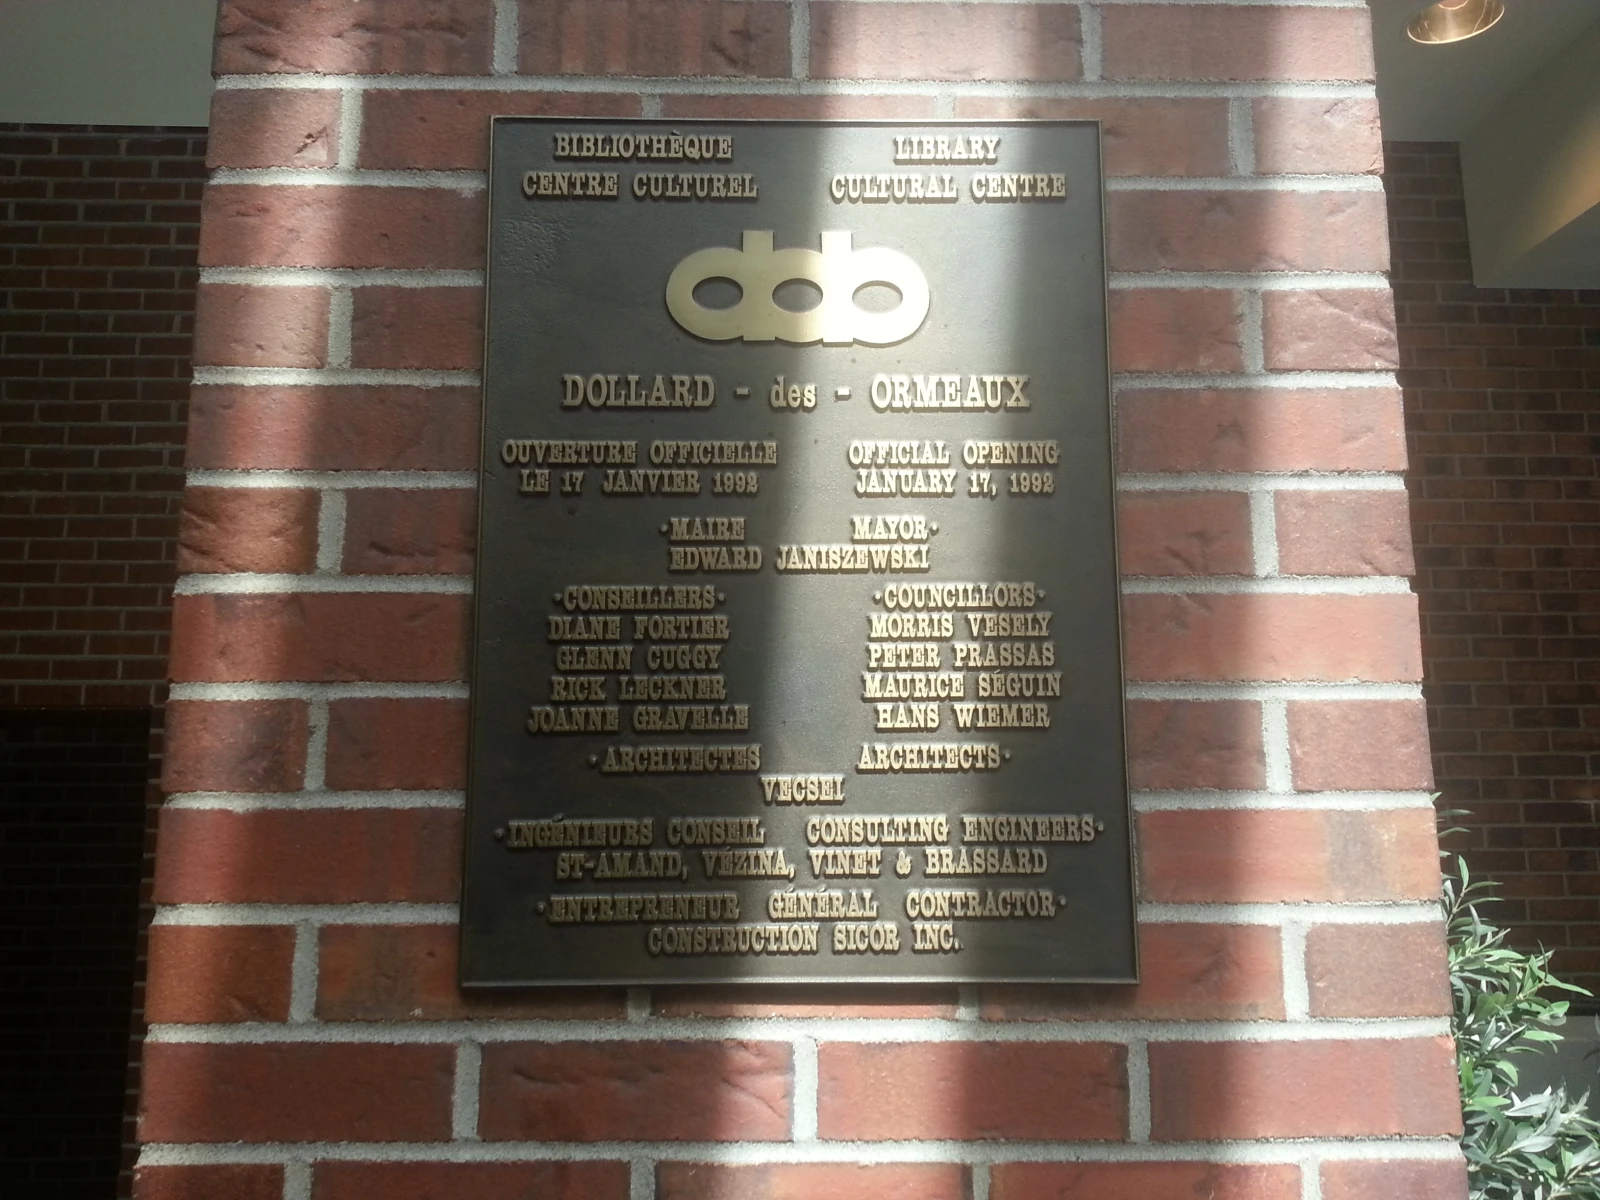 BIBLIOTHÈQUE LIBRARY
CENTRE CULTUREL CULTURAL CENTRE
DOLLARD - des - ORMEAUX
OUVERTURE OFFICIELLE OFFICIAL OPENING
LE 17 JANVIER 1992 JANUARY 17, 1992
·MAIRE MAYOR·
EDWARD JANISZEWSKI
·CONSEILLERS· ·COUNCILLORS·
DIANE FORTIER MORRIS VESELY
GLENN CUGGY PETER PRASSAS
RICK LECKNER MAURICE SÉGUIN
JOANNE GRAVELLE HANS WIEMER
·ARCHITECTES ARCHITECTS·
VECSEI
·INGÉNIEURS CONSEIL CONSULTING ENGINEERS·
ST-AMAND, VÉZINA, VINET & BRASSARD
·ENTREPRENEUR GÉNÉRAL CONTRACTOR·
CONSTRUCTION SICOR INC.